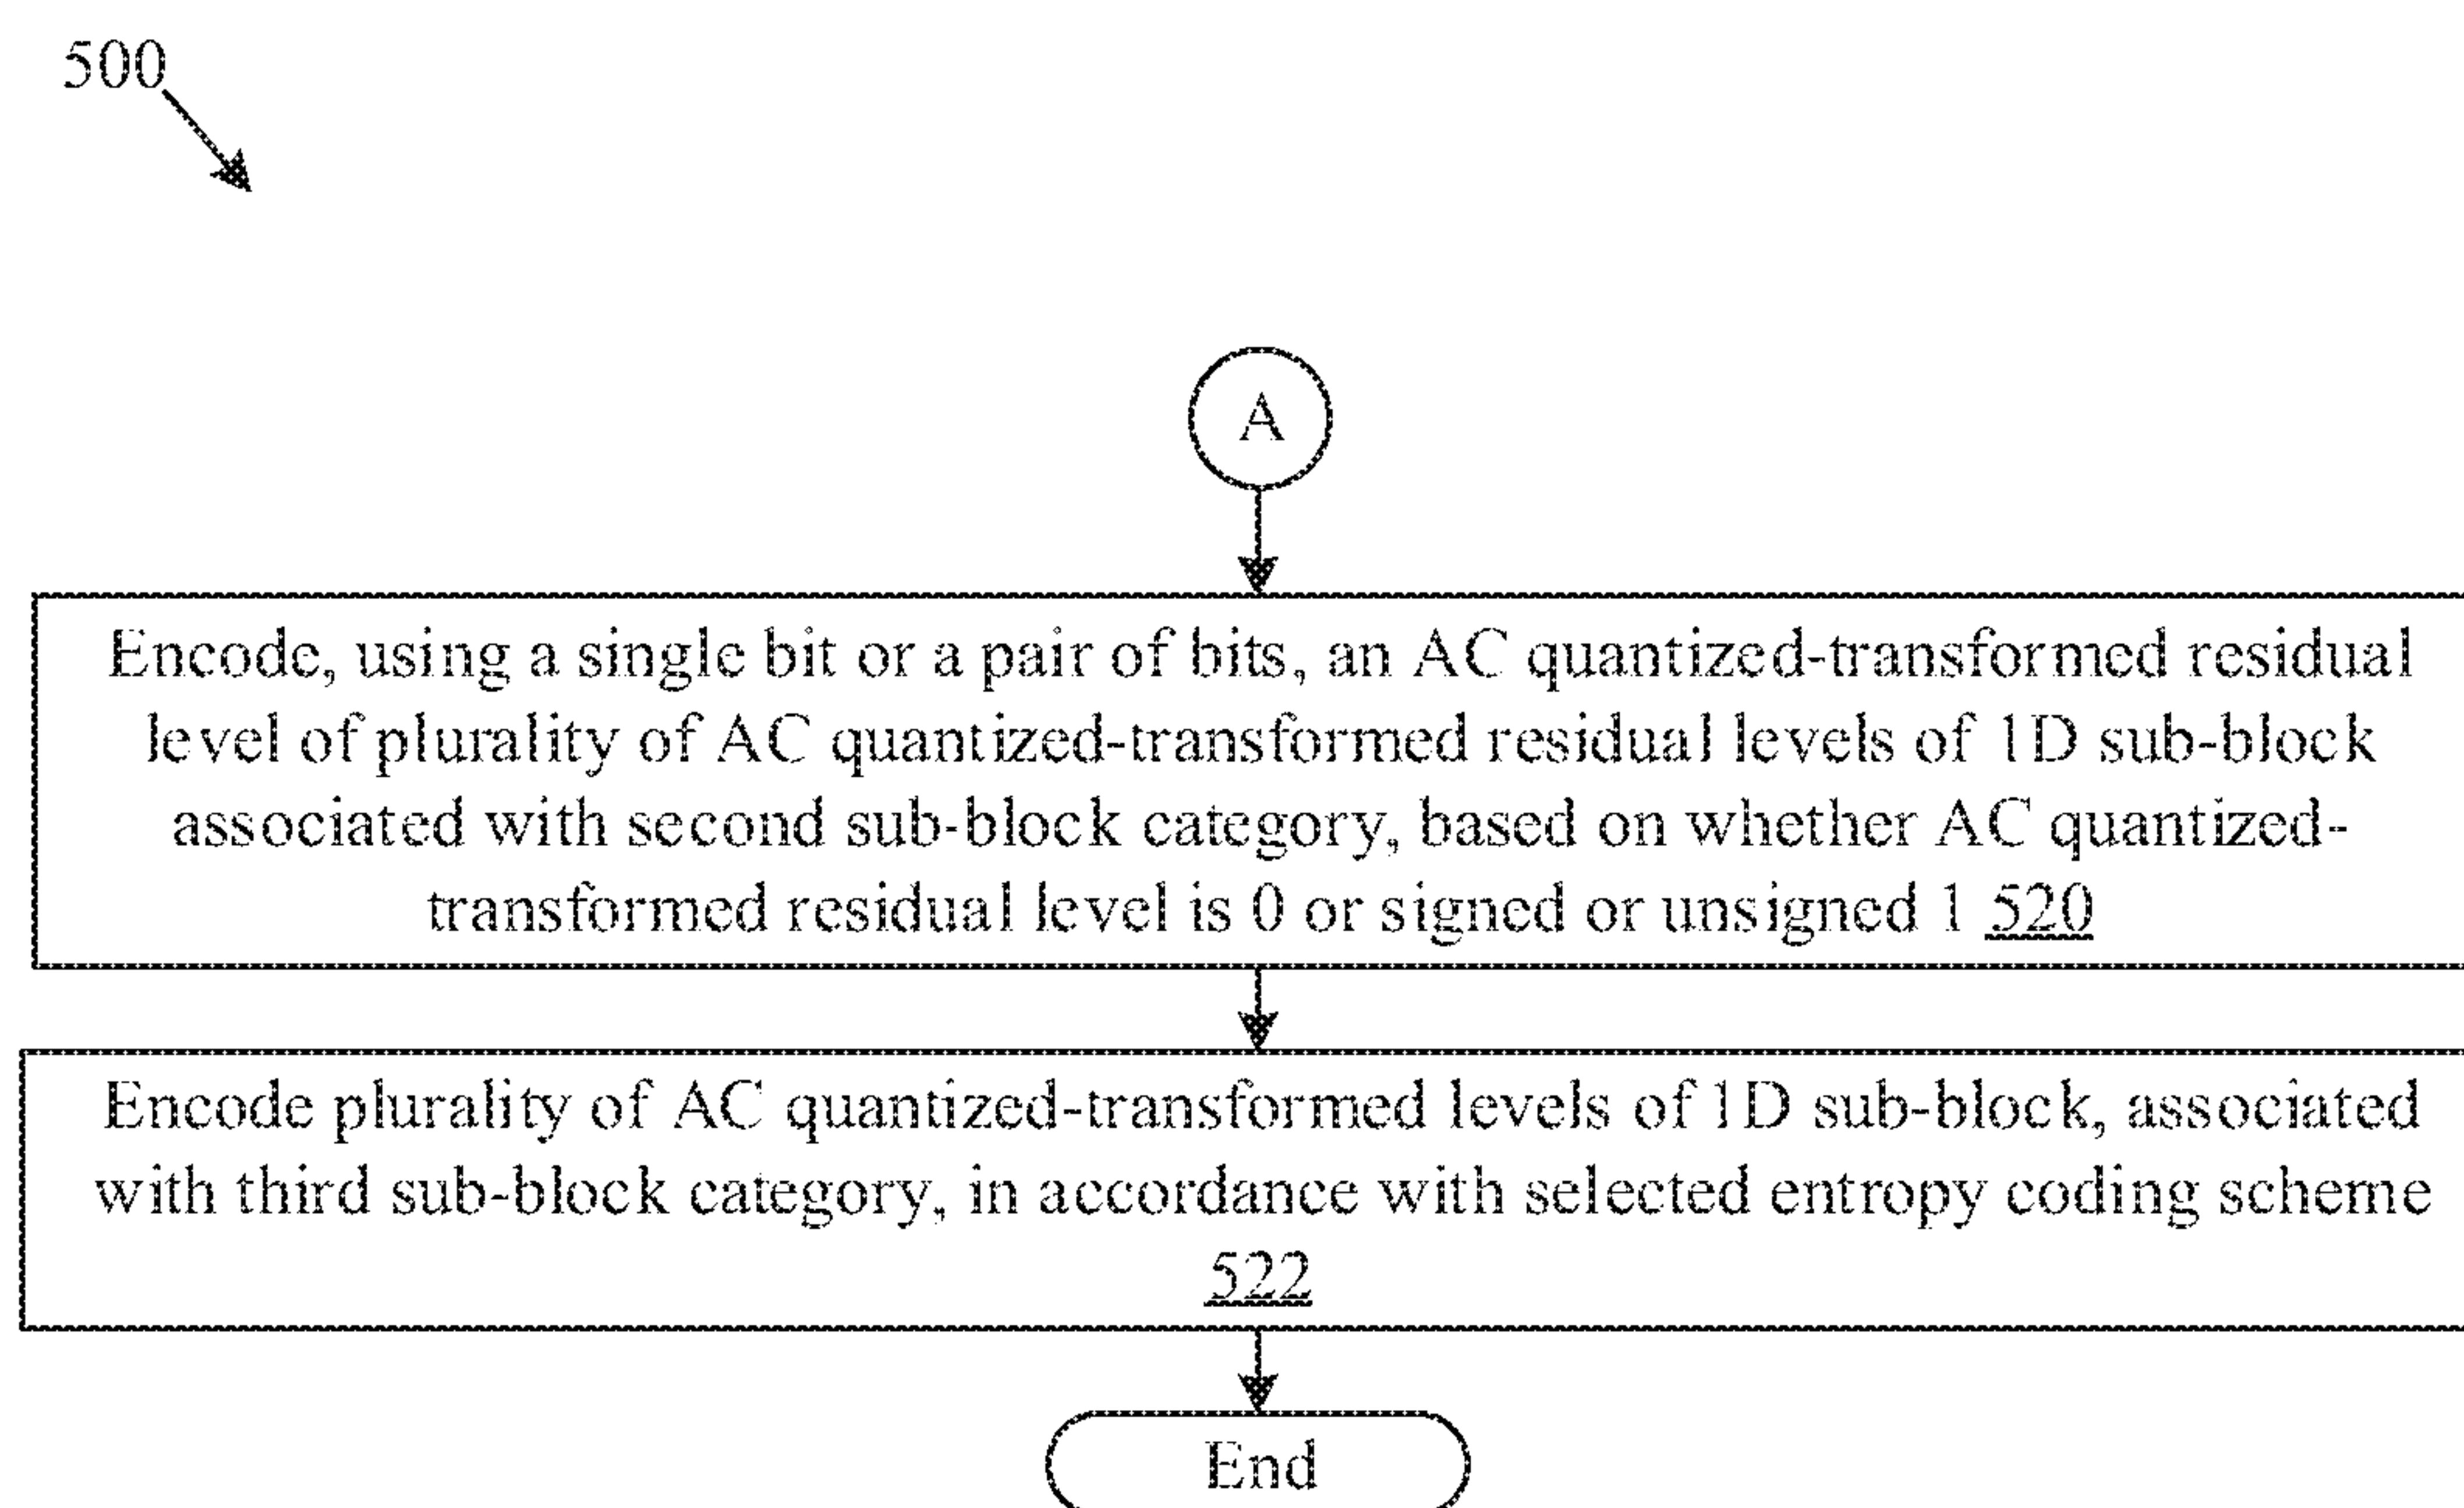 500
A
Encode, using a single bit or a pair of bits, an AC quantized-transformed residual
level of plurality of AC quantized-transformed residual levels of 1D sub-block
associated with second sub-block category, based on whether AC quantized-
transformed residual level is 0 or signed or unsigned 1 520
Encode plurality of AC quantized-transformed levels of 1D sub-block, associated
with third sub-block category, in accordance with selected entropy coding scheme
522
End